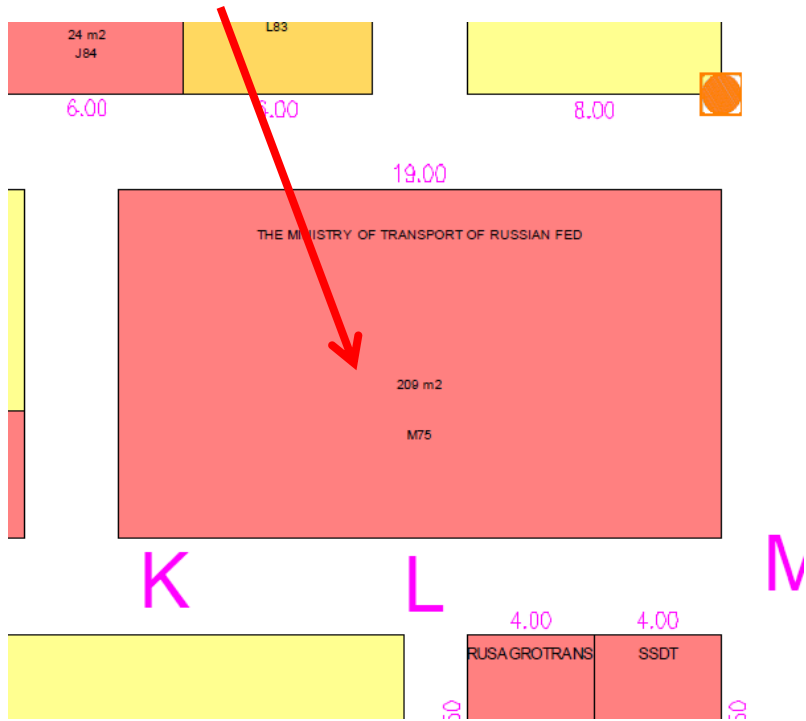 24 m2
J84
L83
6.00
6.00
8.00
19.00
THE MINISTRY OF TRANSPORT OF RUSSIAN FED
209 m2
M75
K
L
M
4.00
4.00
RUSAGROTRANS
SSDT